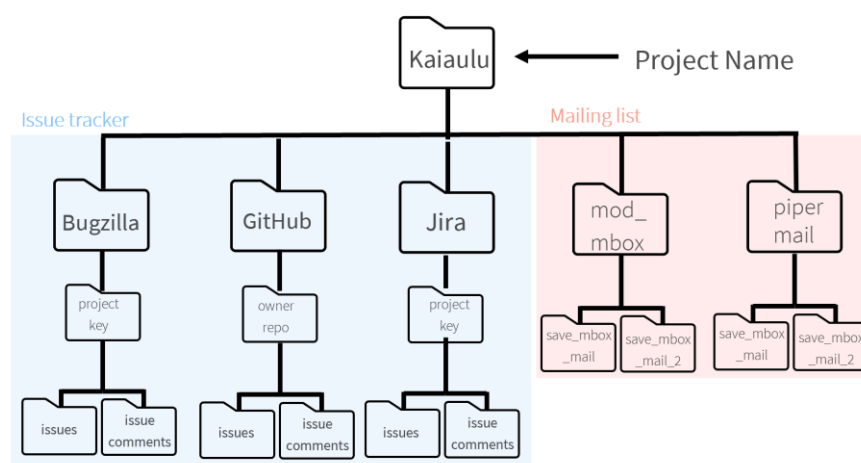 Kaiaulu
Project Name
Issue tracker
Mailing list
Bugzilla
GitHub
Jira
mod_
mbox
piper
mail
project
key
owner
repo
project
key
save_mbox
_mail
save_mbox
_mail_2
save_mbox
_mail
save_mbox
_mail_2
issues
issue
comments
issues
issue
comments
issues
issue
comments